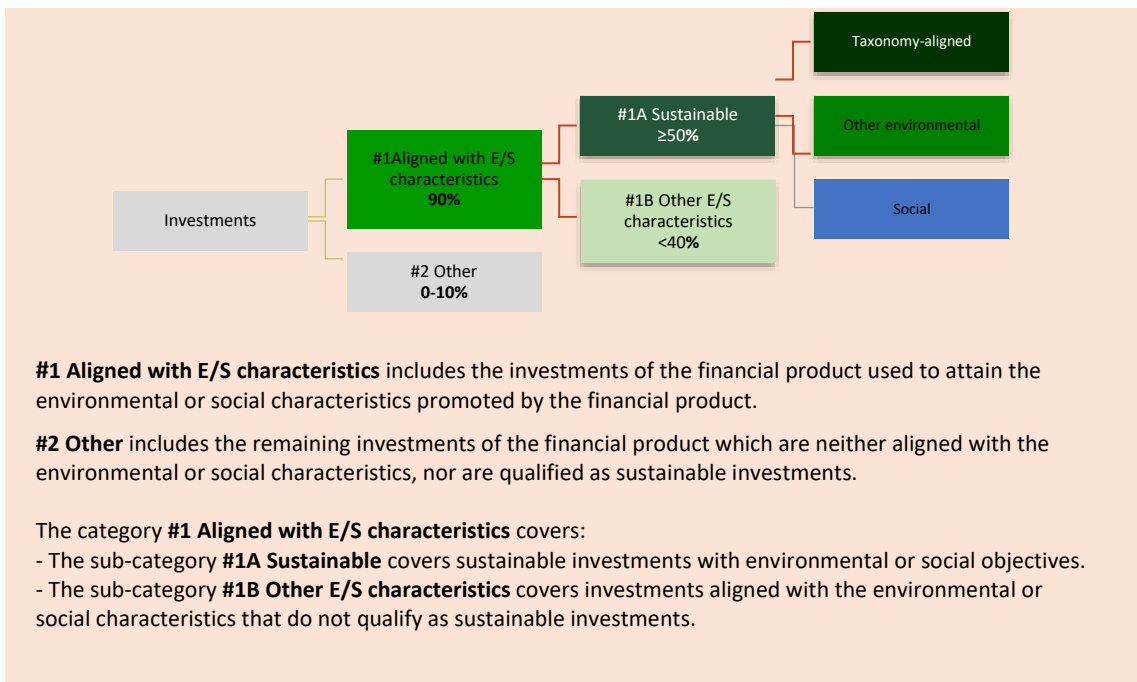 Taxonomy-aligned
#1A Sustainable
≥50%
Other environmental
#1Aligned with E/S
characteristics
90%
#1B Other E/S
characteristics
<40%
Social
Investments
#2 Other
0-10%
#1 Aligned with E/S characteristics includes the investments of the financial product used to attain the
environmental or social characteristics promoted by the financial product.
#2 Other includes the remaining investments of the financial product which are neither aligned with the
environmental or social characteristics, nor are qualified as sustainable investments.
The category #1 Aligned with E/S characteristics covers:
- The sub-category #1A Sustainable covers sustainable investments with environmental or social objectives.
- The sub-category #1B Other E/S characteristics covers investments aligned with the environmental or
social characteristics that do not qualify as sustainable investments.